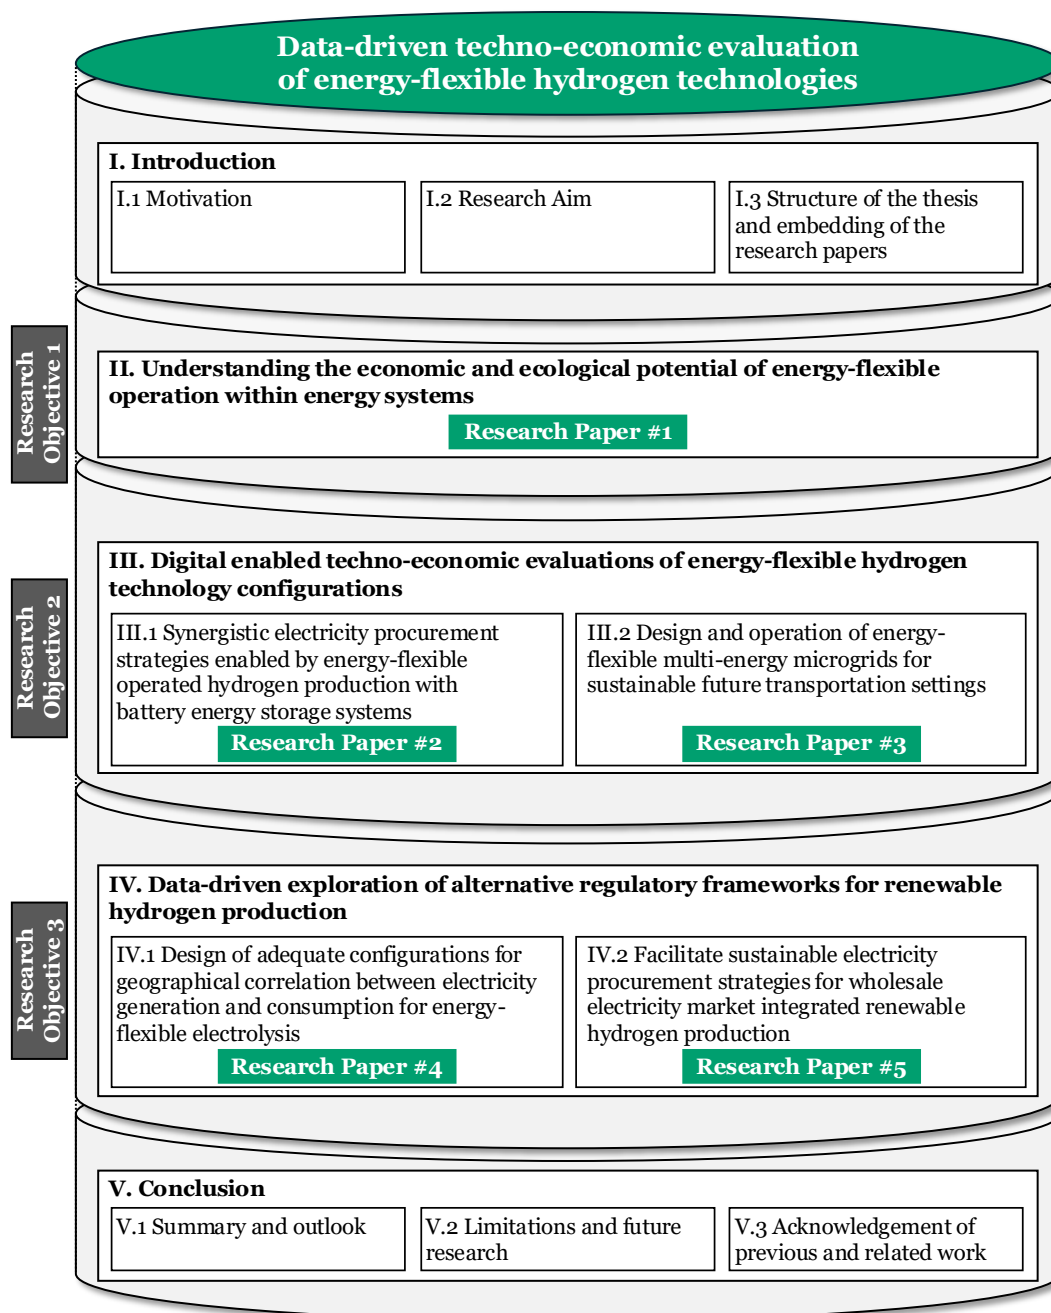 Data-driven techno-economic evaluation
of energy-flexible hydrogen technologies
I. Introduction
I.1 Motivation
I.2 Research Aim
I.3 Structure of the thesis
and embedding of the
research papers
Research
Objective 1
II. Understanding the economic and ecological potential of energy-flexible
operation within energy systems
Research Paper #1
Research
Objective 2
III. Digital enabled techno-economic evaluations of energy-flexible hydrogen
technology configurations
III.1 Synergistic electricity procurement
strategies enabled by energy-flexible
operated hydrogen production with
battery energy storage systems
Research Paper #2
III.2 Design and operation of energy-
flexible multi-energy microgrids for
sustainable future transportation settings
Research Paper #3
Research
Objective 3
IV. Data-driven exploration of alternative regulatory frameworks for renewable
hydrogen production
IV.1 Design of adequate configurations for
geographical correlation between electricity
generation and consumption for energy-
flexible electrolysis
Research Paper #4
IV.2 Facilitate sustainable electricity
procurement strategies for wholesale
electricity market integrated renewable
hydrogen production
Research Paper #5
V. Conclusion
V.1 Summary and outlook
V.2 Limitations and future
research
V.3 Acknowledgement of
previous and related work